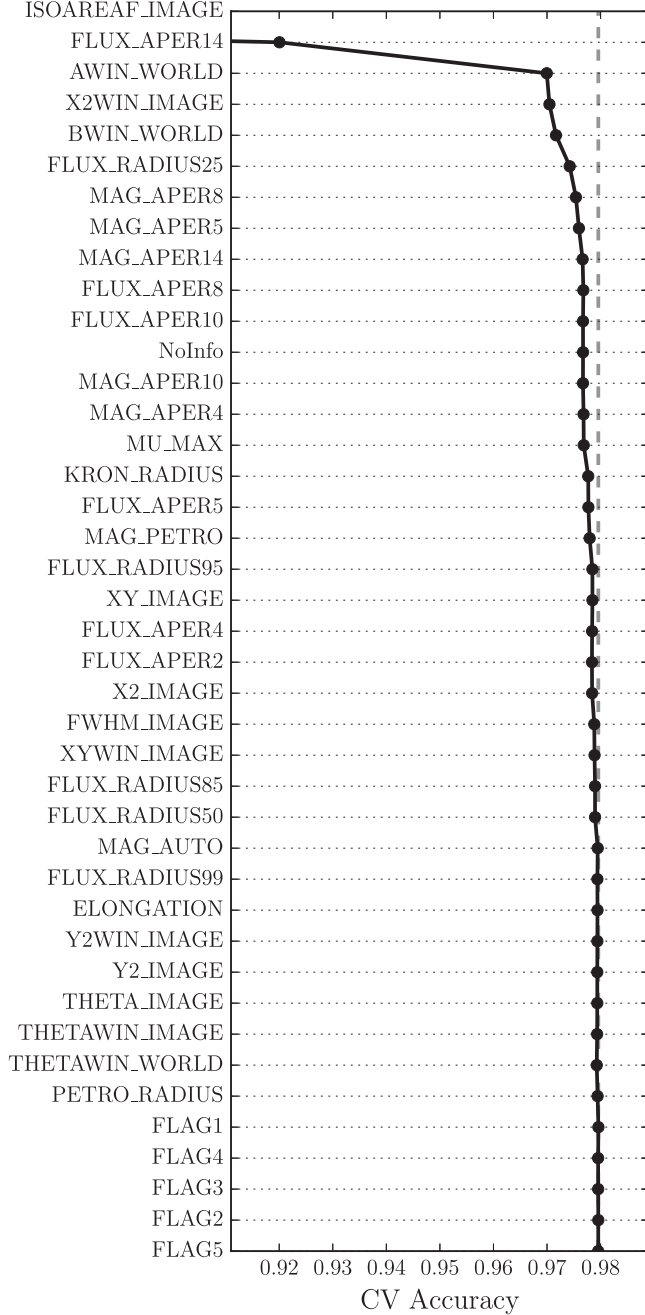 ISOAREAF_IMAGE
FLUX_APER14
AWIN_WORLD
X2WIN_IMAGE
BWIN_WORLD
FLUX_RADIUS25
MAG_APER8
MAG_APER5
MAG_APER14
FLUX_APER8
FLUX_APER10
NoInfo
MAG_APER10
MAG_APER4
MU_MAX
KRON_RADIUS
FLUX_APER5
MAG_PETRO
FLUX_RADIUS95
XY_IMAGE
FLUX_APER4
FLUX_APER2
X2_IMAGE
FWHM_IMAGE
XYWIN_IMAGE
FLUX_RADIUS85
FLUX_RADIUS50
MAG_AUTO
FLUX_RADIUS99
ELONGATION
Y2WIN_IMAGE
Y2_IMAGE
THETA_IMAGE
THETAWIN_IMAGE
THETAWIN_WORLD
PETRO_RADIUS
FLAG1
FLAG4
FLAG3
FLAG2
FLAG5
0.92 0.93 0.94 0.95 0.96 0.97 0.98
CV Accuracy